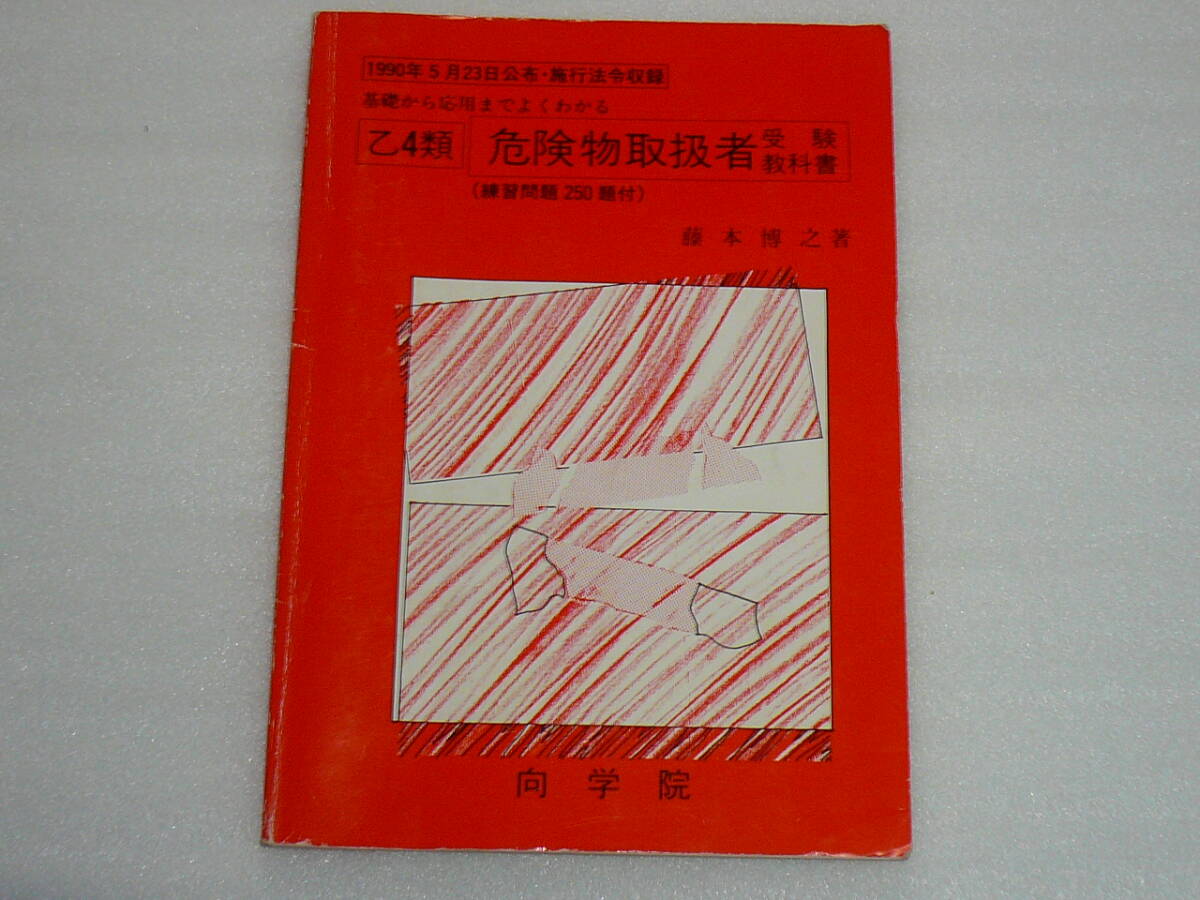 1990年5月23日公布・施行法令収録
基礎から応用までよくわかる
乙4類 危険物取扱者 受験教科書
(練習問題250題付)
藤本博之著
向学院